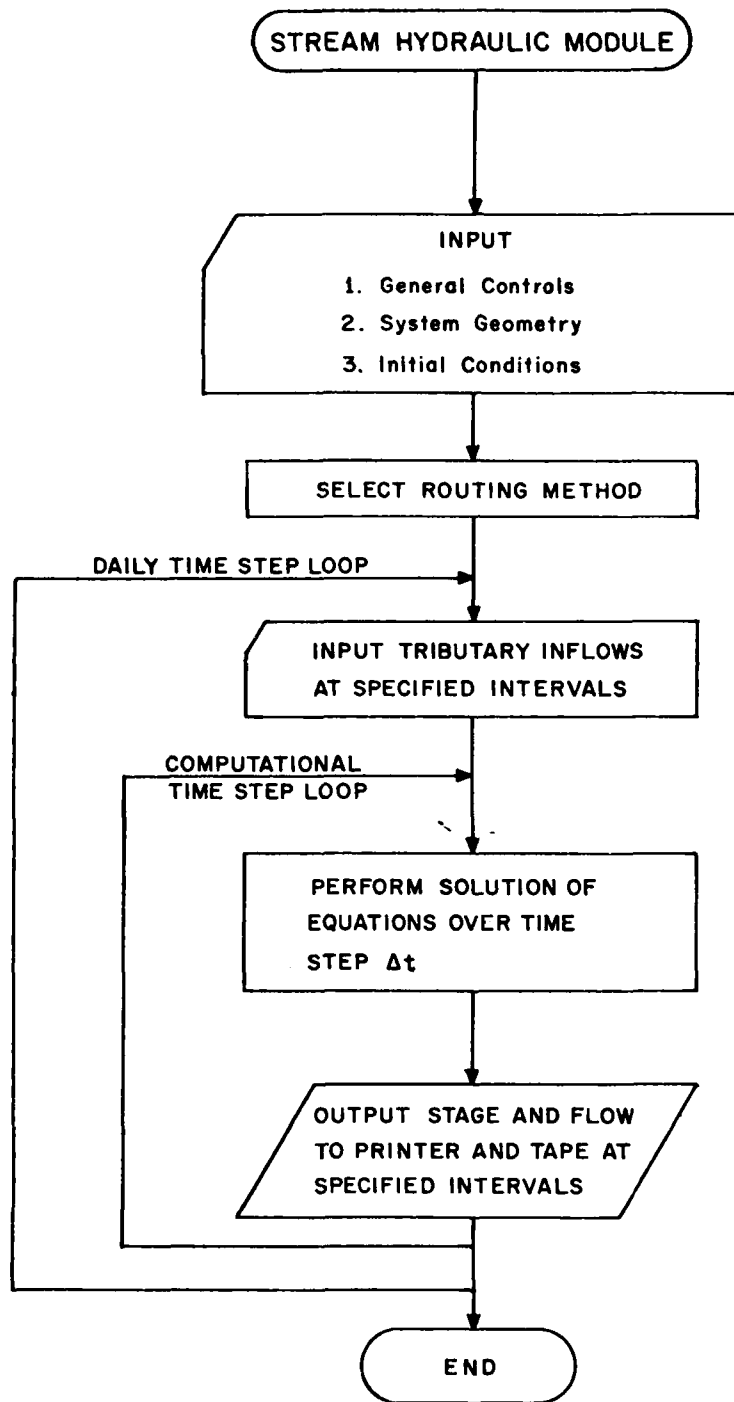 STREAM HYDRAULIC MODULE
INPUT
1. General Controls
2. System Geometry
3. Initial Conditions
SELECT ROUTING METHOD
DAILY TIME STEP LOOP
INPUT TRIBUTARY INFLOWS
AT SPECIFIED INTERVALS
COMPUTATIONAL
TIME STEP LOOP
PERFORM SOLUTION OF
EQUATIONS OVER TIME
STEP Δt
OUTPUT STAGE AND FLOW
TO PRINTER AND TAPE AT
SPECIFIED INTERVALS
END